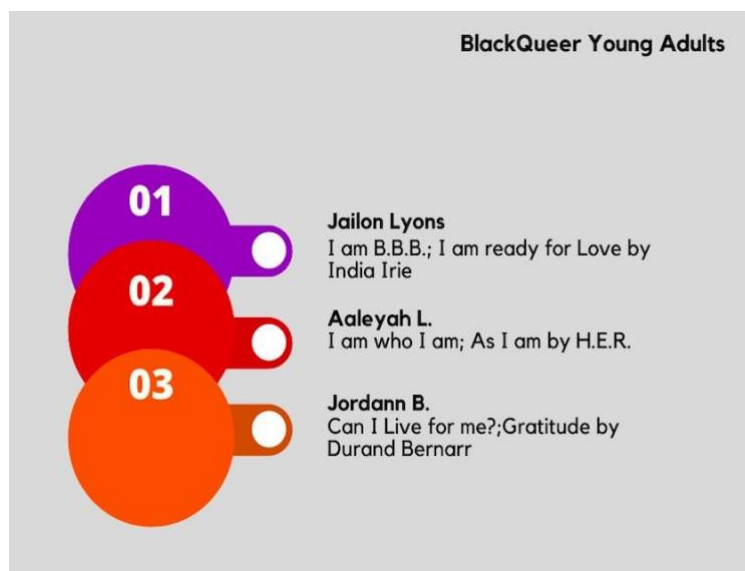 BlackQueer Young Adults
01
Jailon Lyons
I am B.B.B.; I am ready for Love by
India Irie
02
Aaleyah L.
I am who I am; As I am by H.E.R.
03
Jordann B.
Can I Live for me?;Gratitude by
Durand Bernarr